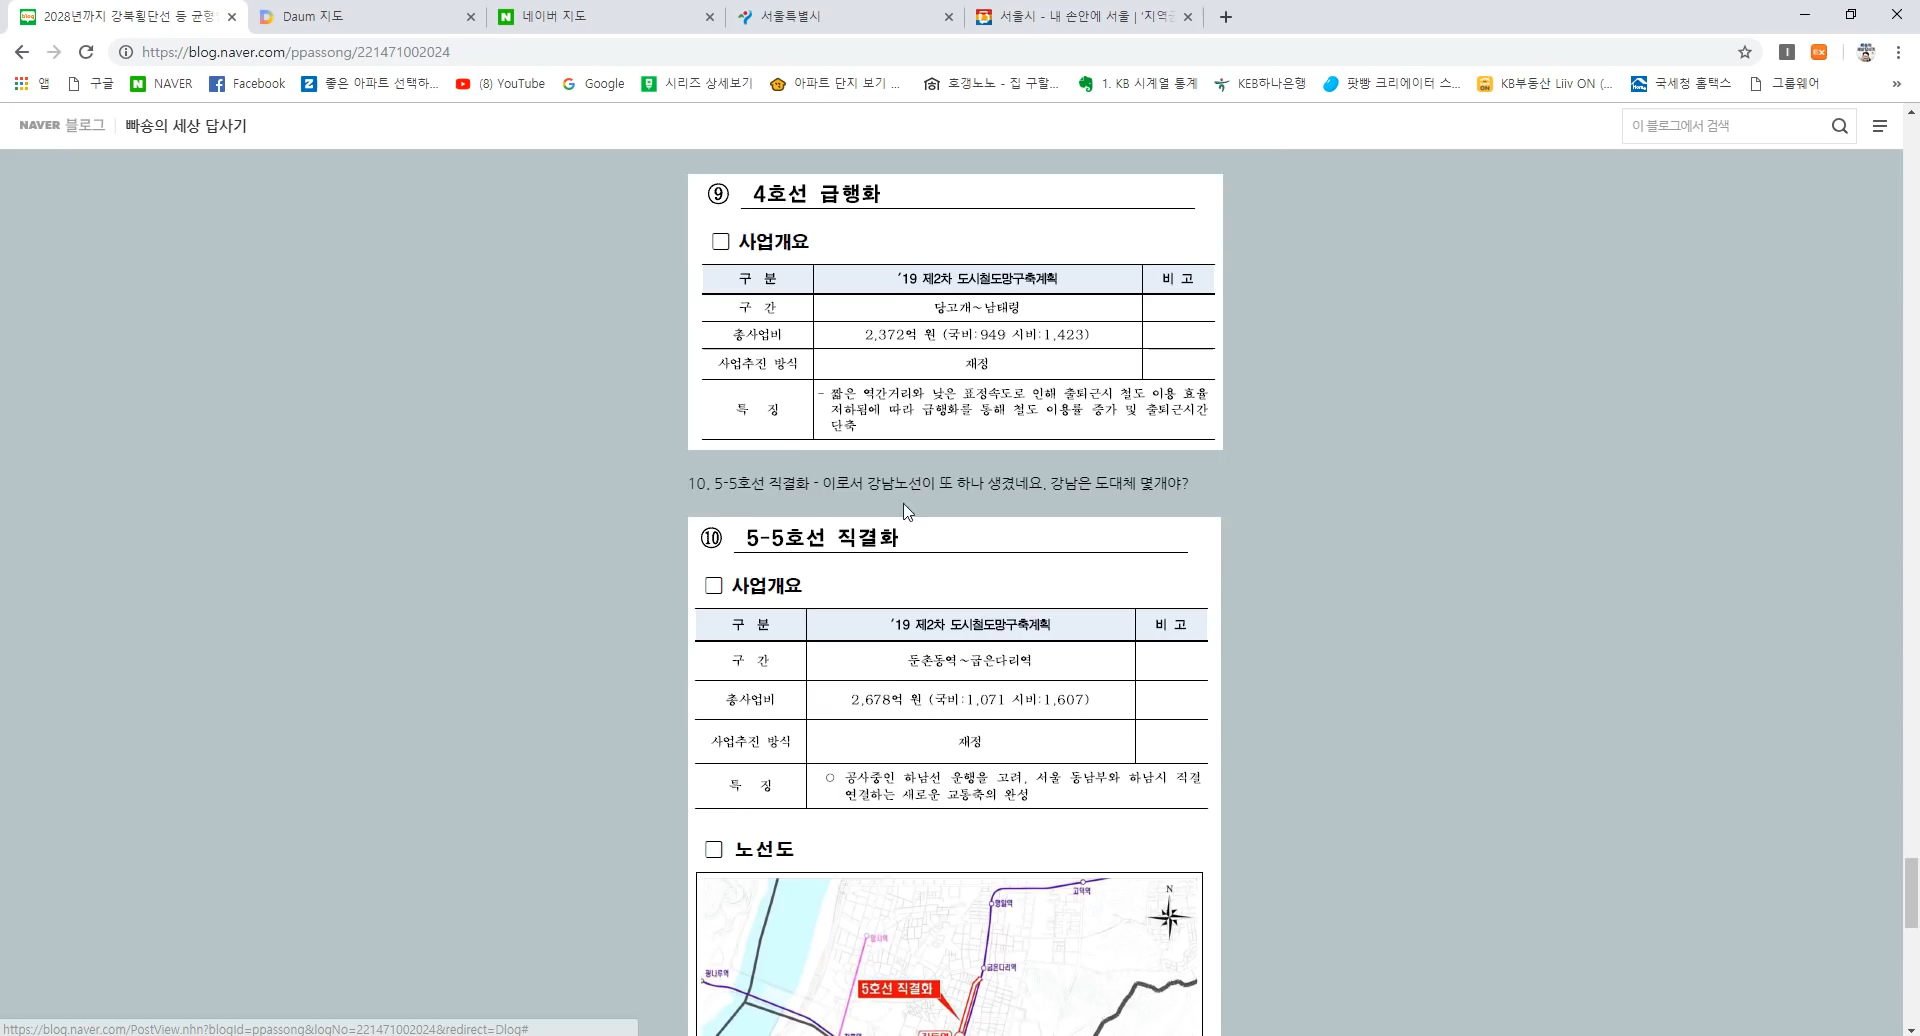 2028년까지 강북횡단선 등 균형
Daum 지도
네이버 지도
서울특별시
서울시 - 내 손안에 서울 | '지역균
https://blog.naver.com/ppassong/221471002024
앱
구글
NAVER
Facebook
좋은 아파트 선택하...
(8) YouTube
Google
시리즈 상세보기
아파트 단지 보기 ...
호갱노노 - 집 구할...
1. KB 시계열 통계
KEB하나은행
팟빵 크리에이터 스...
KB부동산 Liiv ON (...
국세청 홈택스
그룹웨어
»
NAVER 블로그
빠숑의 세상 답사기
이 블로그에서 검색
⑨ 4호선 급행화
□ 사업개요
구 분 '19 제2차 도시철도망구축계획 비 고
구 간 당고개~남태령
총사업비 2,372억 원 (국비:949 시비:1,423)
사업추진 방식 재정
특 징
- 짧은 역간거리와 낮은 표정속도로 인해 출퇴근시 철도 이용 효율
저하됨에 따라 급행화를 통해 철도 이용률 증가 및 출퇴근시간
단축
10. 5-5호선 직결화 - 이로서 강남노선이 또 하나 생겼네요. 강남은 도대체 몇개야?
⑩ 5-5호선 직결화
□ 사업개요
구 분 '19 제2차 도시철도망구축계획 비 고
구 간 둔촌동역~굽은다리역
총사업비 2,678억 원 (국비:1,071 시비:1,607)
사업추진 방식 재정
특 징
○ 공사중인 하남선 운행을 고려, 서울 동남부와 하남시 직결
연결하는 새로운 교통축의 완성
□ 노선도
고덕역
N
명일역
암사역
굽은다리역
광나루역
5호선 직결화
https://blog.naver.com/PostView.nhn?blogId=ppassong&logNo=221471002024&redirect=Dlog#